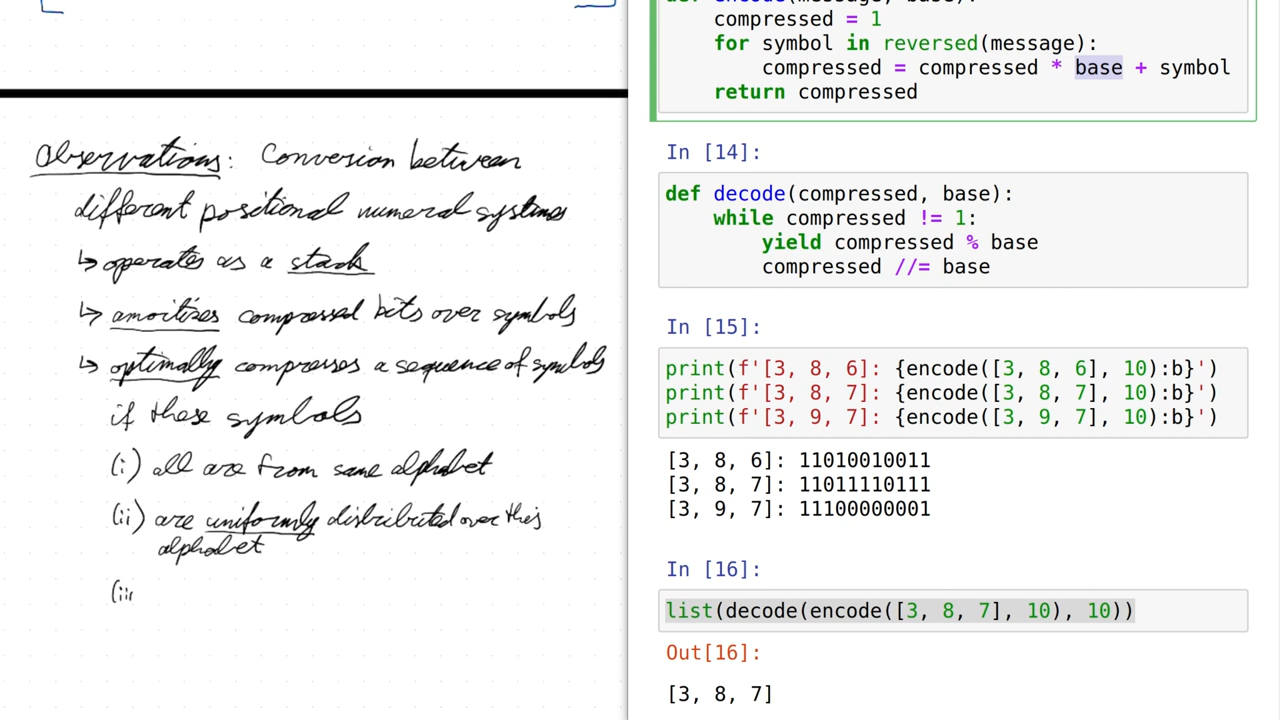 Observations: Conversion between
different positional numeral systems
↳ operates as a stack
↳ amortizes compressed bits over symbols
↳ optimally compresses a sequence of symbols
if these symbols
(i) all are from same alphabet
(ii) are uniformly distributed over this
alphabet
(iii
def encode(message, base):
    compressed = 1
    for symbol in reversed(message):
        compressed = compressed * base + symbol
    return compressed
In [14]:
def decode(compressed, base):
    while compressed != 1:
        yield compressed % base
        compressed //= base
In [15]:
print(f'[3, 8, 6]: {encode([3, 8, 6], 10):b}')
print(f'[3, 8, 7]: {encode([3, 8, 7], 10):b}')
print(f'[3, 9, 7]: {encode([3, 9, 7], 10):b}')
[3, 8, 6]: 11010010011
[3, 8, 7]: 11011110111
[3, 9, 7]: 11100000001
In [16]:
list(decode(encode([3, 8, 7], 10), 10))
Out[16]:
[3, 8, 7]